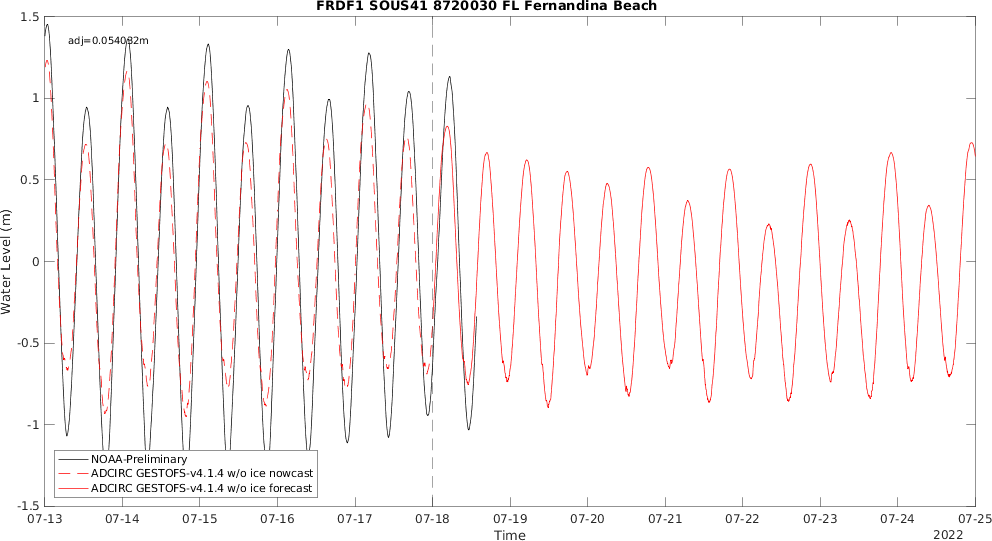 FRDF1 SOUS41 8720030 FL Fernandina Beach
adj=0.054082m
1.5
1
0.5
0
-0.5
-1
-1.5
Water Level (m)
NOAA-Preliminary
ADCIRC GESTOFS-v4.1.4 w/o ice nowcast
ADCIRC GESTOFS-v4.1.4 w/o ice forecast
07-13 07-14 07-15 07-16 07-17 07-18 07-19 07-20 07-21 07-22 07-23 07-24 07-25
Time
2022